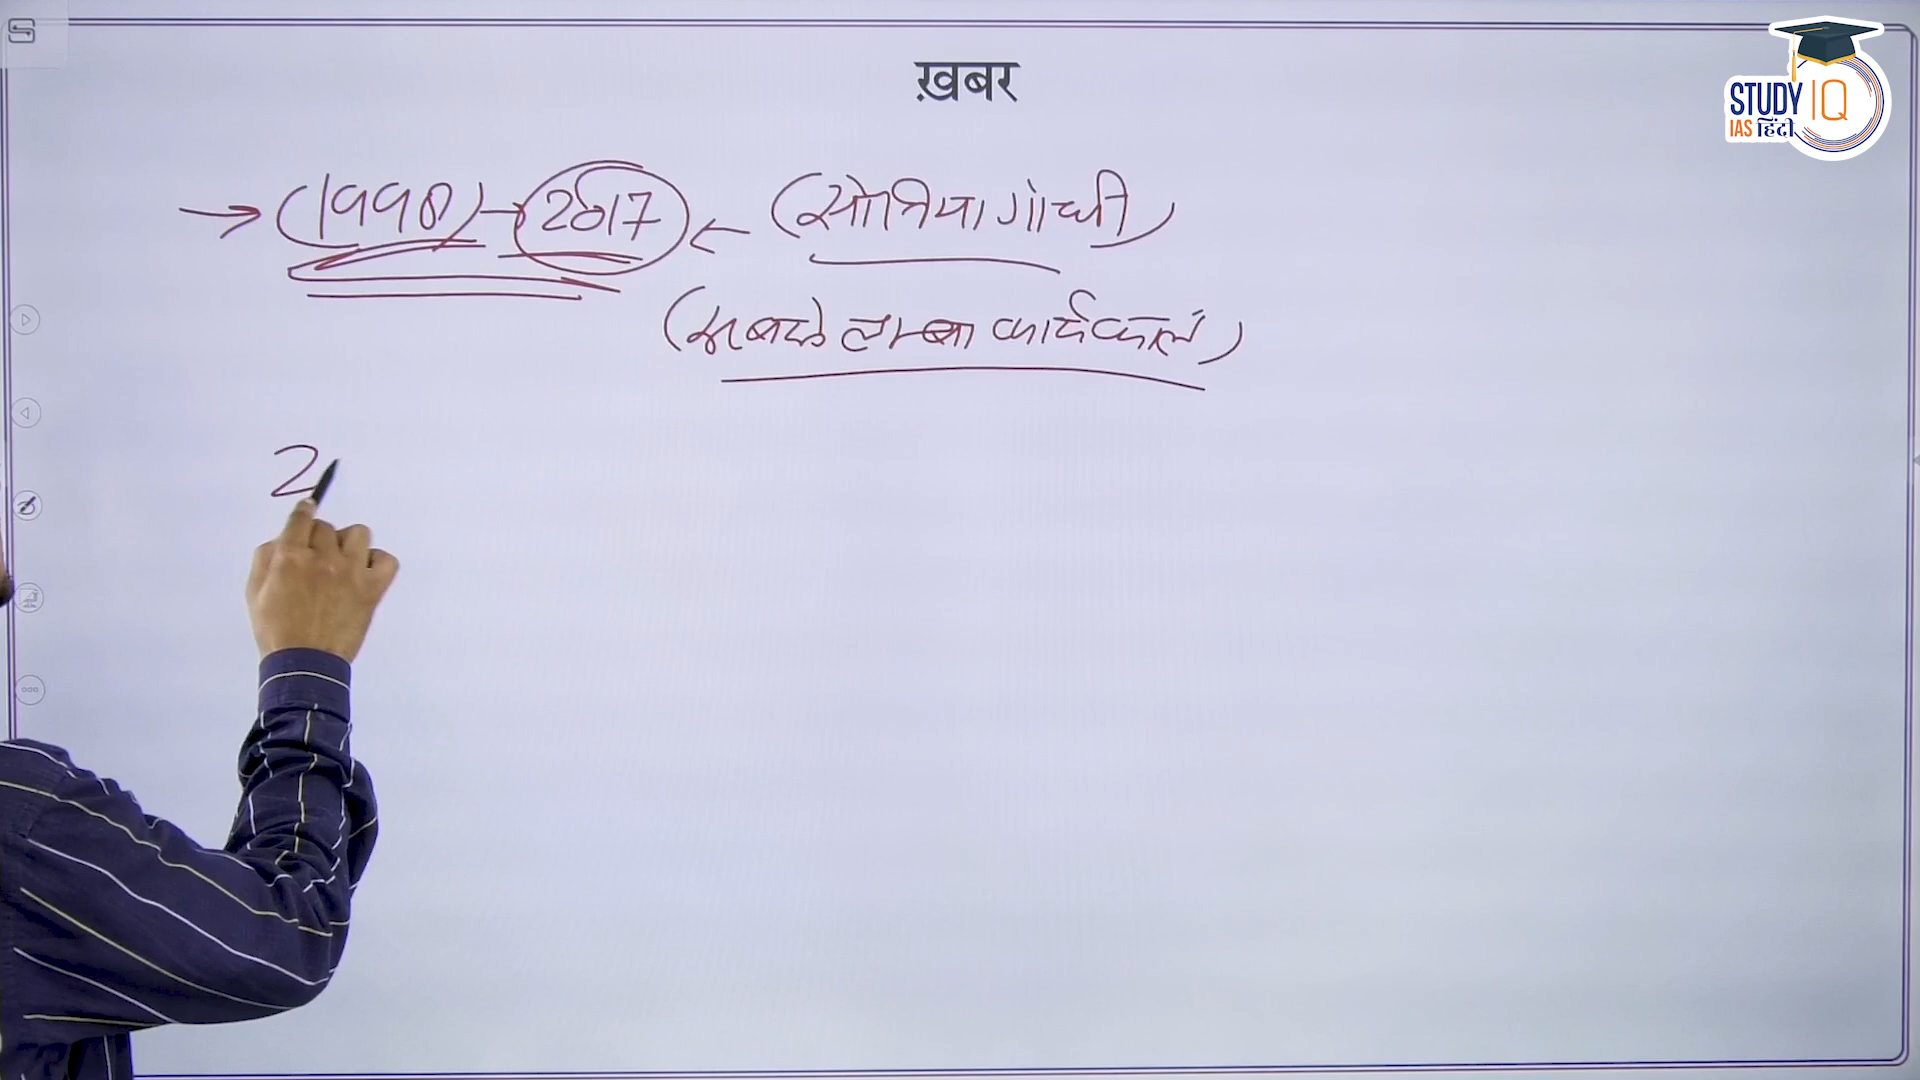 ख़बर
STUDY IQ
IAS हिंदी
→ (1998) - 2017 ← (सोनिया गांधी)
(सबसे लम्बा कार्यकाल)
2